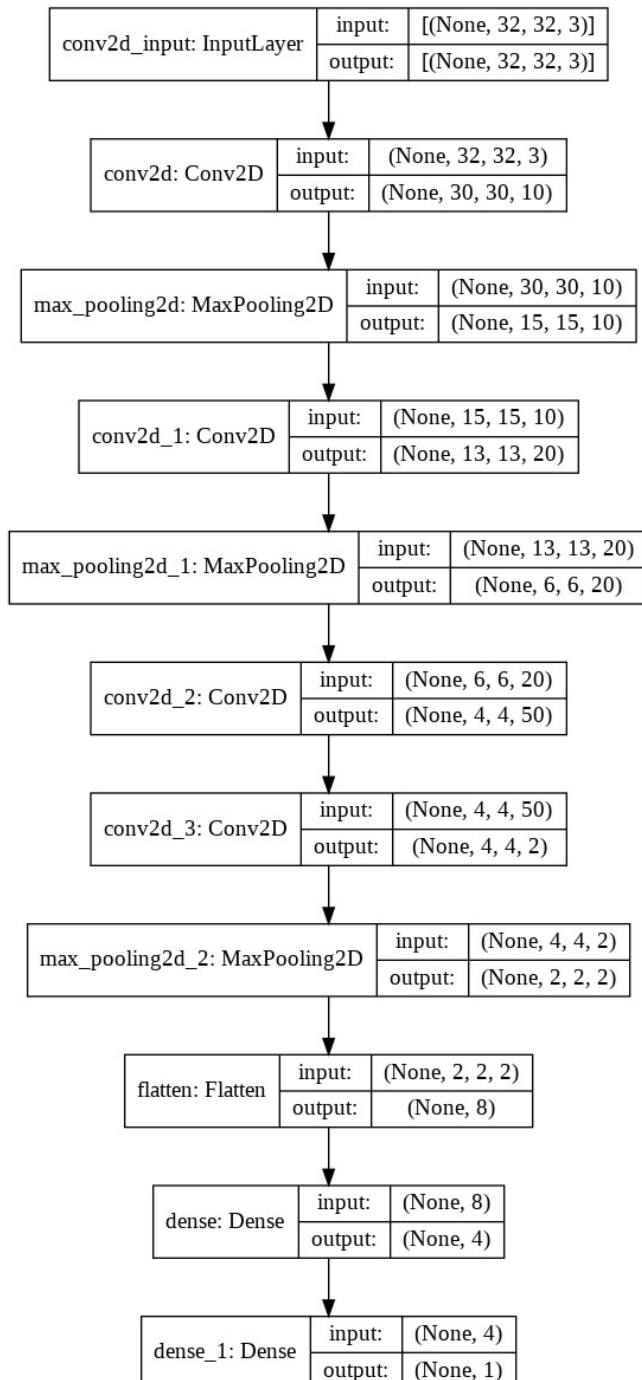 conv2d_input: InputLayer
input: [(None, 32, 32, 3)]
output: [(None, 32, 32, 3)]
conv2d: Conv2D
input: (None, 32, 32, 3)
output: (None, 30, 30, 10)
max_pooling2d: MaxPooling2D
input: (None, 30, 30, 10)
output: (None, 15, 15, 10)
conv2d_1: Conv2D
input: (None, 15, 15, 10)
output: (None, 13, 13, 20)
max_pooling2d_1: MaxPooling2D
input: (None, 13, 13, 20)
output: (None, 6, 6, 20)
conv2d_2: Conv2D
input: (None, 6, 6, 20)
output: (None, 4, 4, 50)
conv2d_3: Conv2D
input: (None, 4, 4, 50)
output: (None, 4, 4, 2)
max_pooling2d_2: MaxPooling2D
input: (None, 4, 4, 2)
output: (None, 2, 2, 2)
flatten: Flatten
input: (None, 2, 2, 2)
output: (None, 8)
dense: Dense
input: (None, 8)
output: (None, 4)
dense_1: Dense
input: (None, 4)
output: (None, 1)